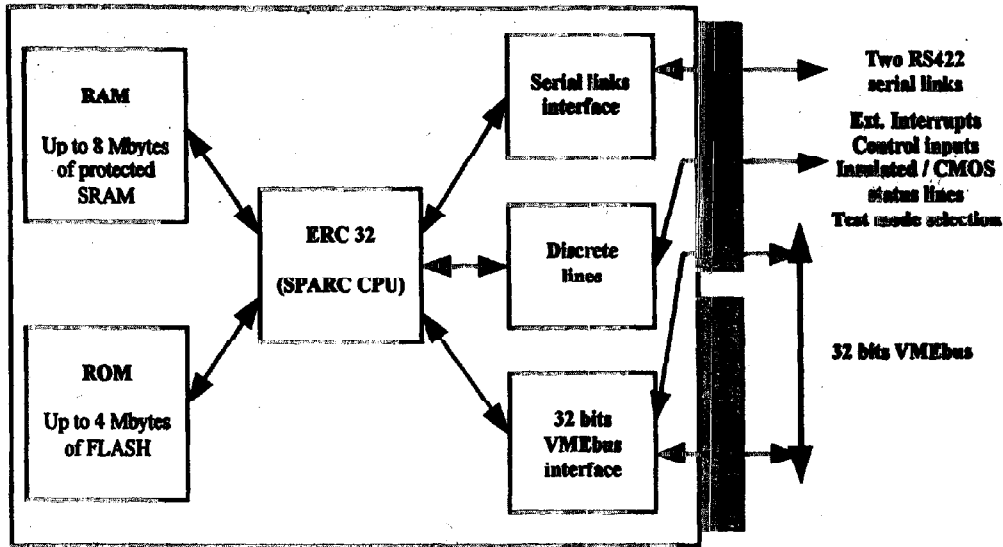 RAM
Up to 8 Mbytes
of protected
SRAM
ROM
Up to 4 Mbytes
of FLASH
ERC 32
(SPARC CPU)
Serial links
interface
Discrete
lines
32 bits
VMEbus
interface
Two RS422
serial links
Ext. Interrupts
Control inputs
Insulated / CMOS
status lines
Test mode selection
32 bits VMEbus